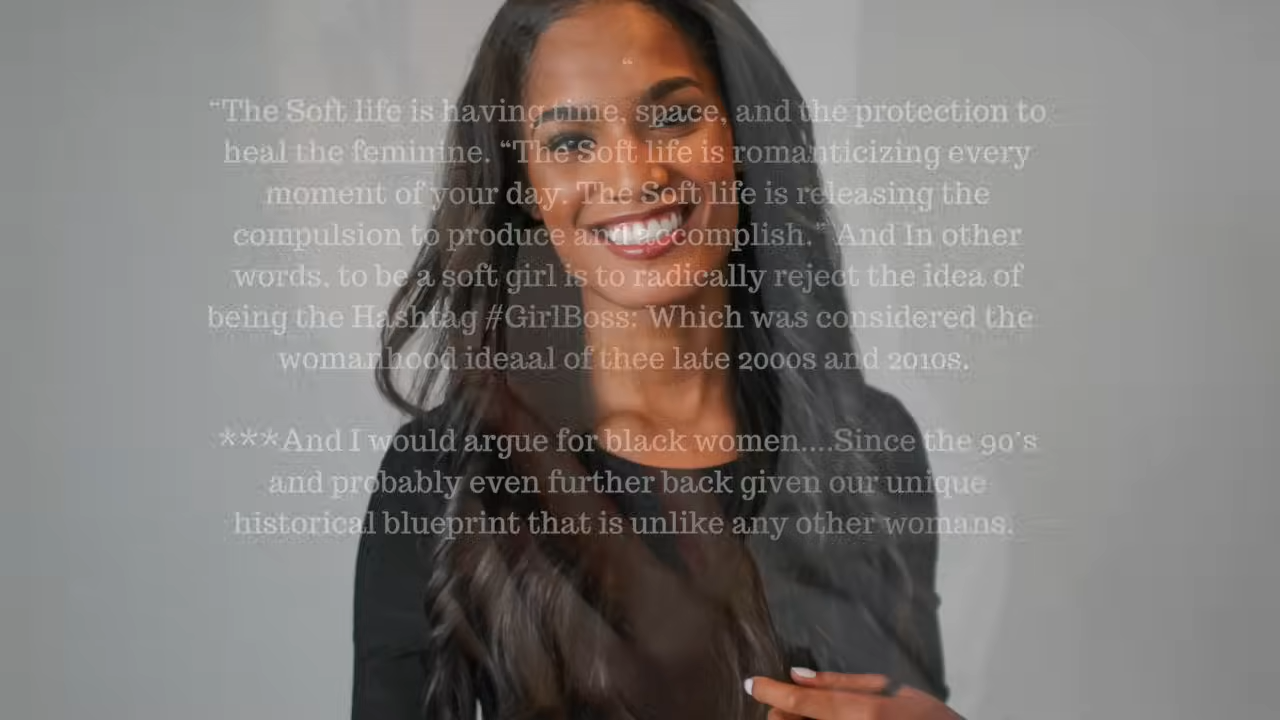 “
“The Soft life is having time, space, and the protection to
heal the feminine. “The Soft life is romanticizing every
moment of your day. The Soft life is releasing the
compulsion to produce and accomplish.” And In other
words, to be a soft girl is to radically reject the idea of
being the Hashtag #GirlBoss: Which was considered the
womanhood ideaal of thee late 2000s and 2010s.
***And I would argue for black women....Since the 90's
and probably even further back given our unique
historical blueprint that is unlike any other womans.